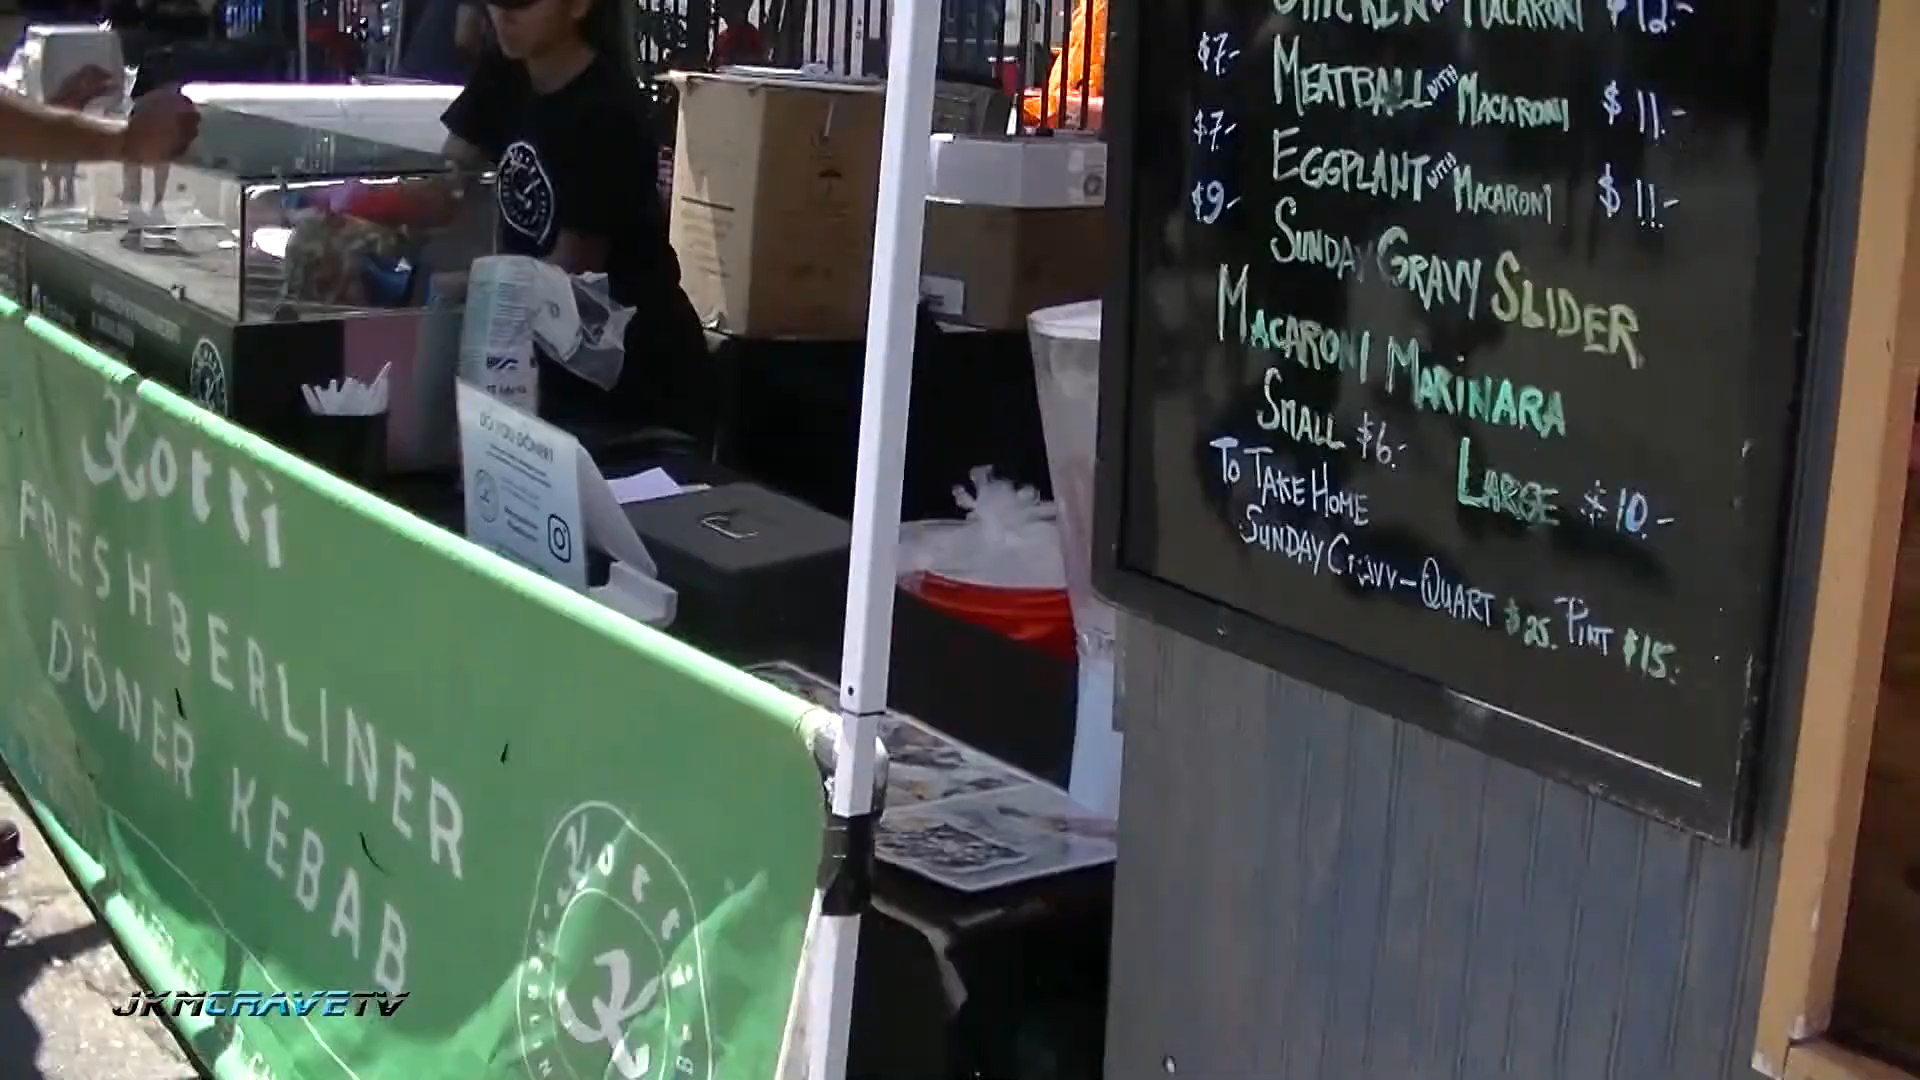 CHICKEN MACARONI $12.-
$7.- MEATBALL WITH MACARONI $11.-
$7.- EGGPLANT WITH MACARONI $11.-
$9- SUNDAY GRAVY SLIDER
MACARONI MARINARA
SMALL $6.- LARGE $10.-
TO TAKE HOME
SUNDAY GRAVY - QUART $25. PINT $15.
DO YOU DÖNER?
Kotti
FRESH BERLINER
DÖNER KEBAB
Kotti
JKMCRAVETV